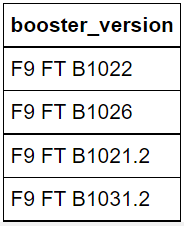 booster_version
F9 FT B1022
F9 FT B1026
F9 FT B1021.2
F9 FT B1031.2